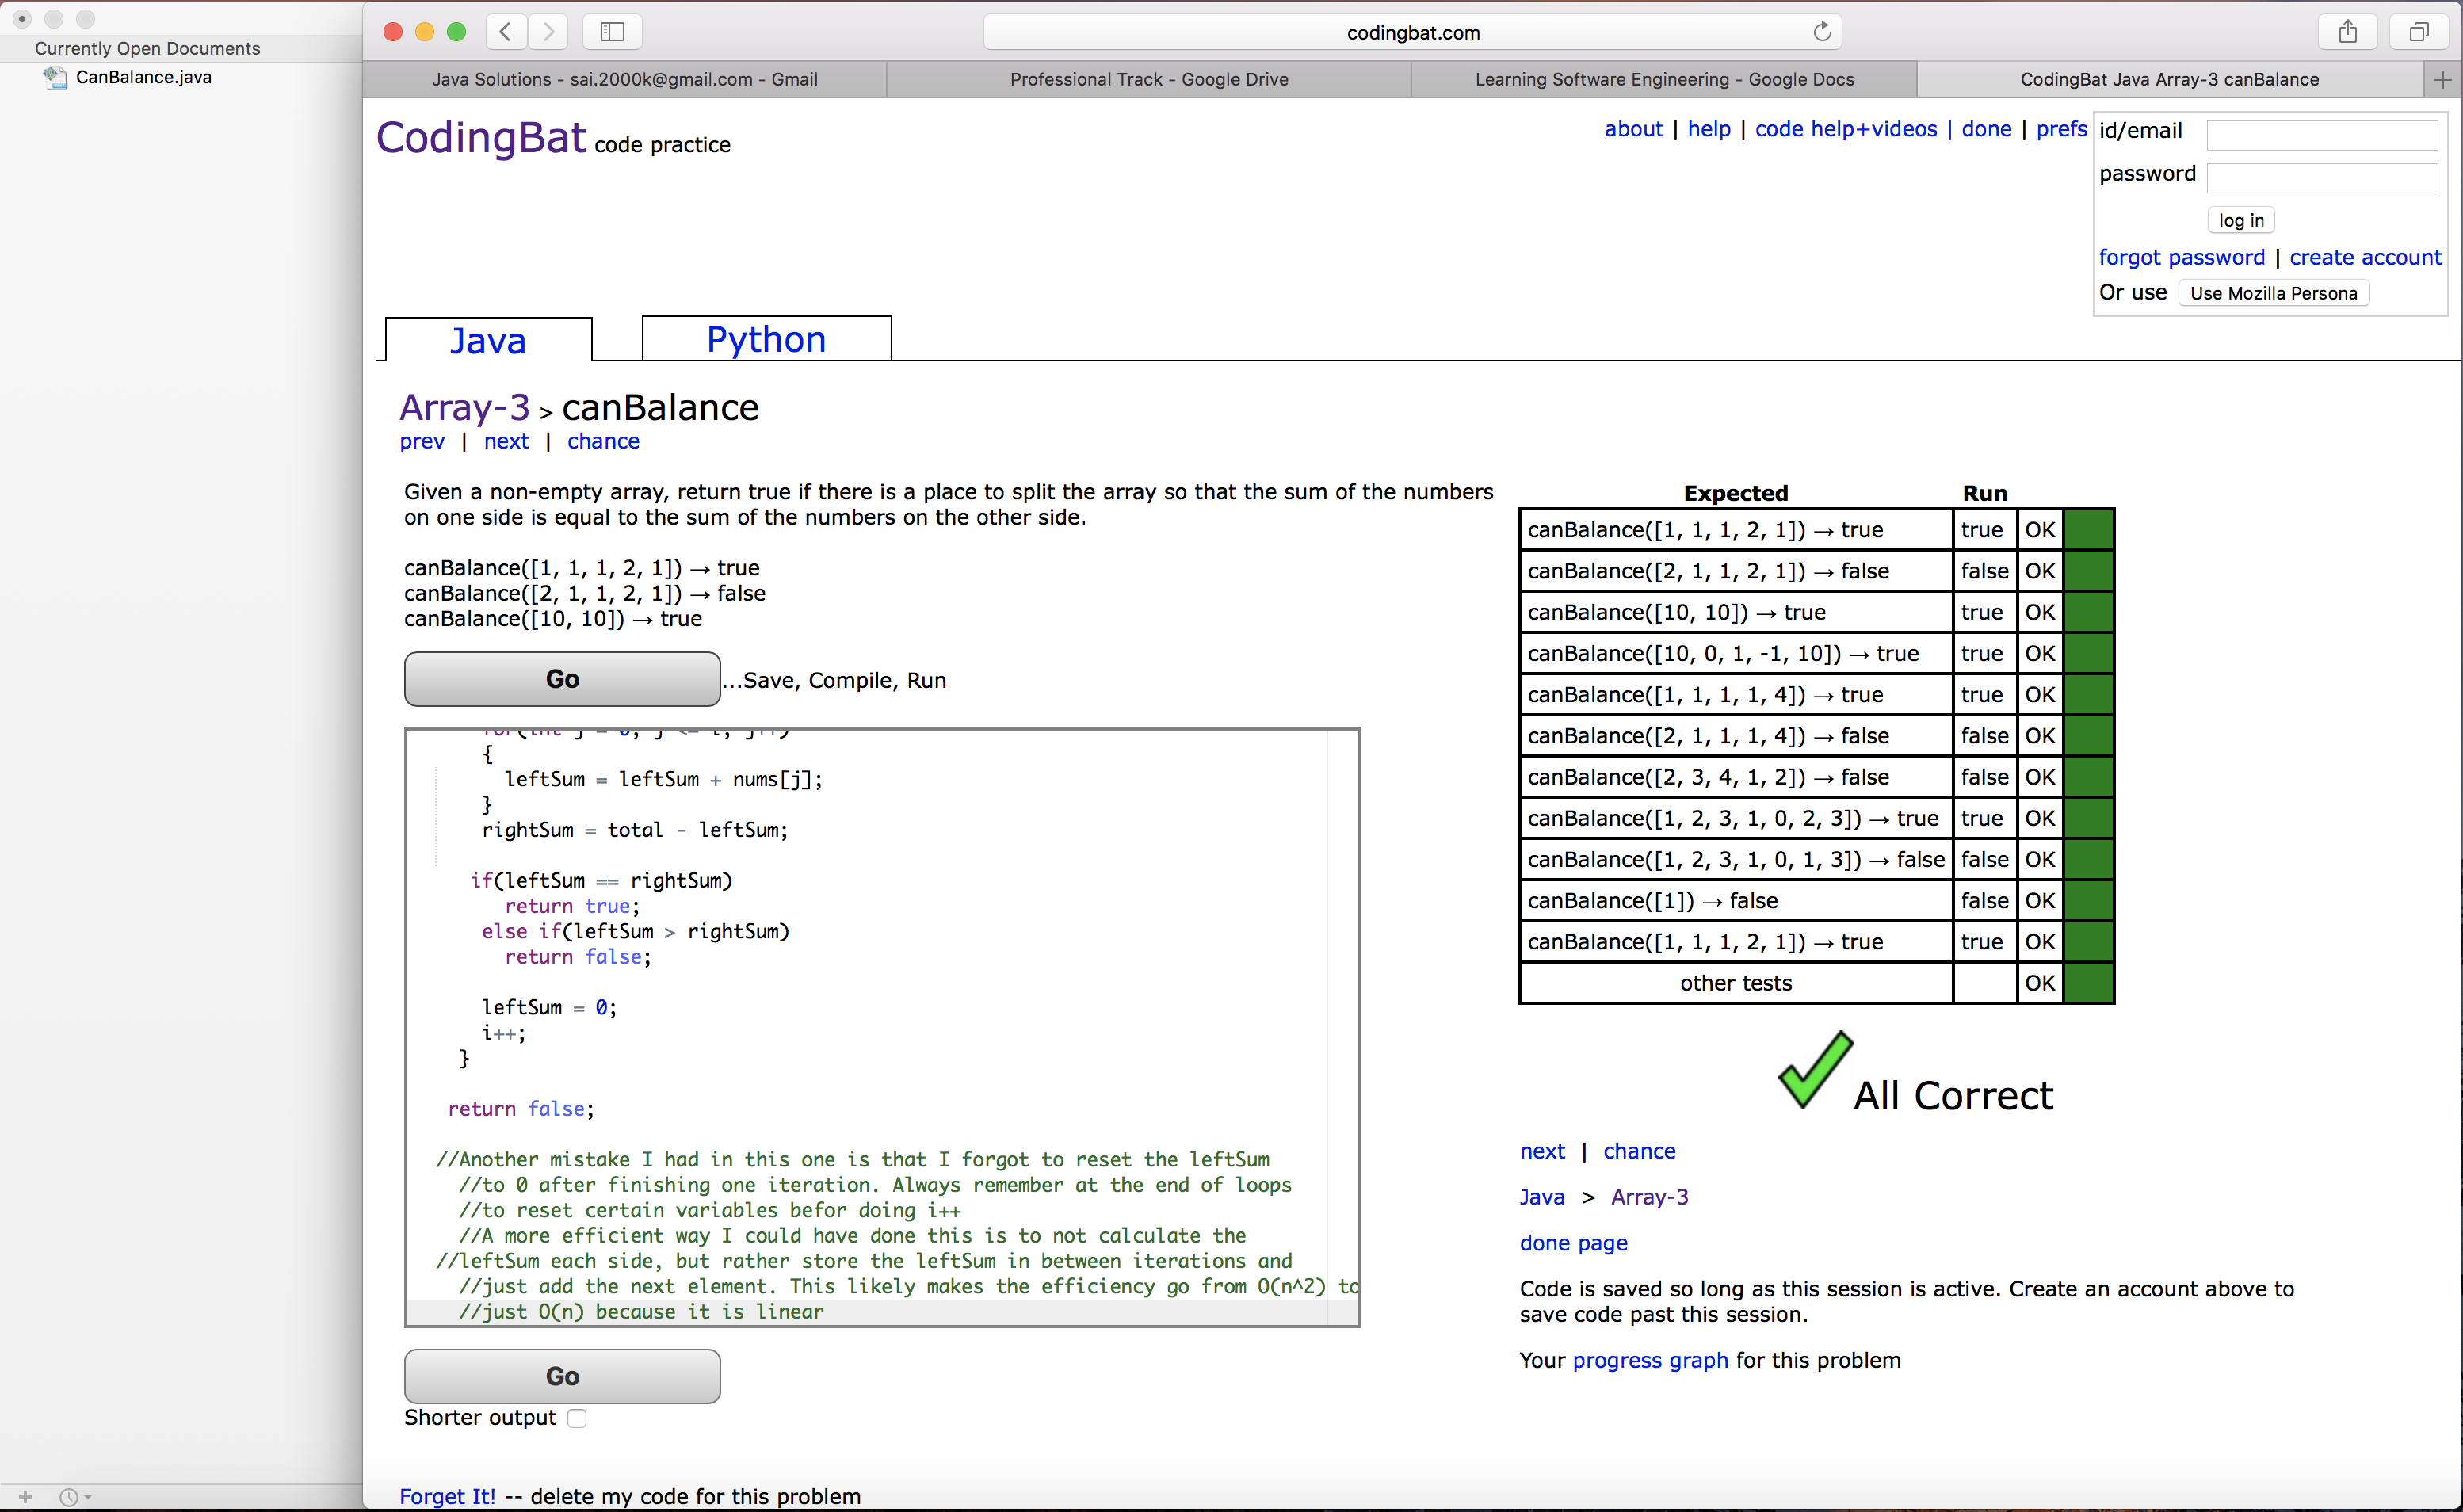 Currently Open Documents
CanBalance.java
codingbat.com
Java Solutions - sai.2000k@gmail.com - Gmail
Professional Track - Google Drive
Learning Software Engineering - Google Docs
CodingBat Java Array-3 canBalance
CodingBat code practice
about | help | code help+videos | done | prefs
id/email
password
log in
forgot password | create account
Or use Use Mozilla Persona
Java
Python
Array-3 > canBalance
prev | next | chance
Given a non-empty array, return true if there is a place to split the array so that the sum of the numbers
on one side is equal to the sum of the numbers on the other side.
canBalance([1, 1, 1, 2, 1]) → true
canBalance([2, 1, 1, 2, 1]) → false
canBalance([10, 10]) → true
Go ...Save, Compile, Run
for(int j = 0; j <= i; j++)
{
leftSum = leftSum + nums[j];
}
rightSum = total - leftSum;
if(leftSum == rightSum)
return true;
else if(leftSum > rightSum)
return false;
leftSum = 0;
i++;
}
return false;
//Another mistake I had in this one is that I forgot to reset the leftSum
//to 0 after finishing one iteration. Always remember at the end of loops
//to reset certain variables befor doing i++
//A more efficient way I could have done this is to not calculate the
//leftSum each side, but rather store the leftSum in between iterations and
//just add the next element. This likely makes the efficiency go from O(n^2) to
//just O(n) because it is linear
Go
Shorter output
Forget It! -- delete my code for this problem
Expected Run
canBalance([1, 1, 1, 2, 1]) → true true OK
canBalance([2, 1, 1, 2, 1]) → false false OK
canBalance([10, 10]) → true true OK
canBalance([10, 0, 1, -1, 10]) → true true OK
canBalance([1, 1, 1, 1, 4]) → true true OK
canBalance([2, 1, 1, 1, 4]) → false false OK
canBalance([2, 3, 4, 1, 2]) → false false OK
canBalance([1, 2, 3, 1, 0, 2, 3]) → true true OK
canBalance([1, 2, 3, 1, 0, 1, 3]) → false false OK
canBalance([1]) → false false OK
canBalance([1, 1, 1, 2, 1]) → true true OK
other tests OK
All Correct
next | chance
Java > Array-3
done page
Code is saved so long as this session is active. Create an account above to
save code past this session.
Your progress graph for this problem